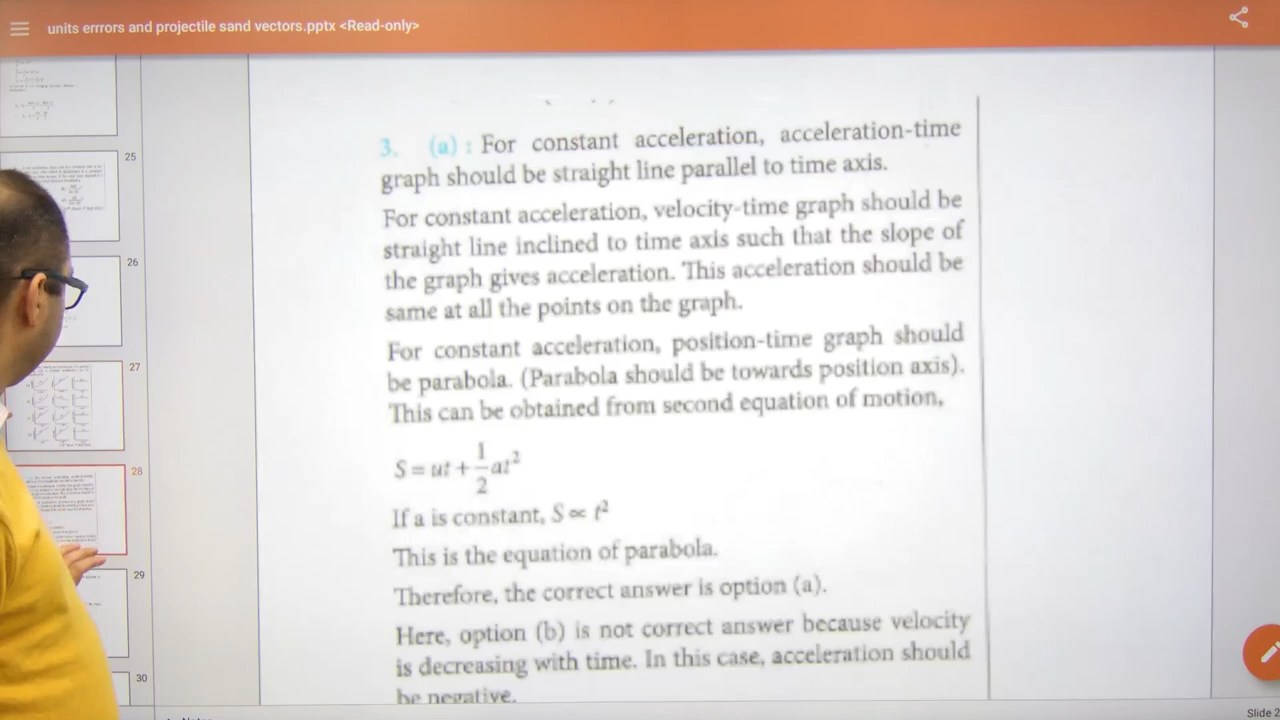 units errrors and projectile sand vectors.pptx <Read-only>
25
26
27
28
29
30
3. (a) : For constant acceleration, acceleration-time
graph should be straight line parallel to time axis.
For constant acceleration, velocity-time graph should be
straight line inclined to time axis such that the slope of
the graph gives acceleration. This acceleration should be
same at all the points on the graph.
For constant acceleration, position-time graph should
be parabola. (Parabola should be towards position axis).
This can be obtained from second equation of motion,
S = ut + 1/2 at²
If a is constant, S ∝ t²
This is the equation of parabola.
Therefore, the correct answer is option (a).
Here, option (b) is not correct answer because velocity
is decreasing with time. In this case, acceleration should
be negative.
Slide 2